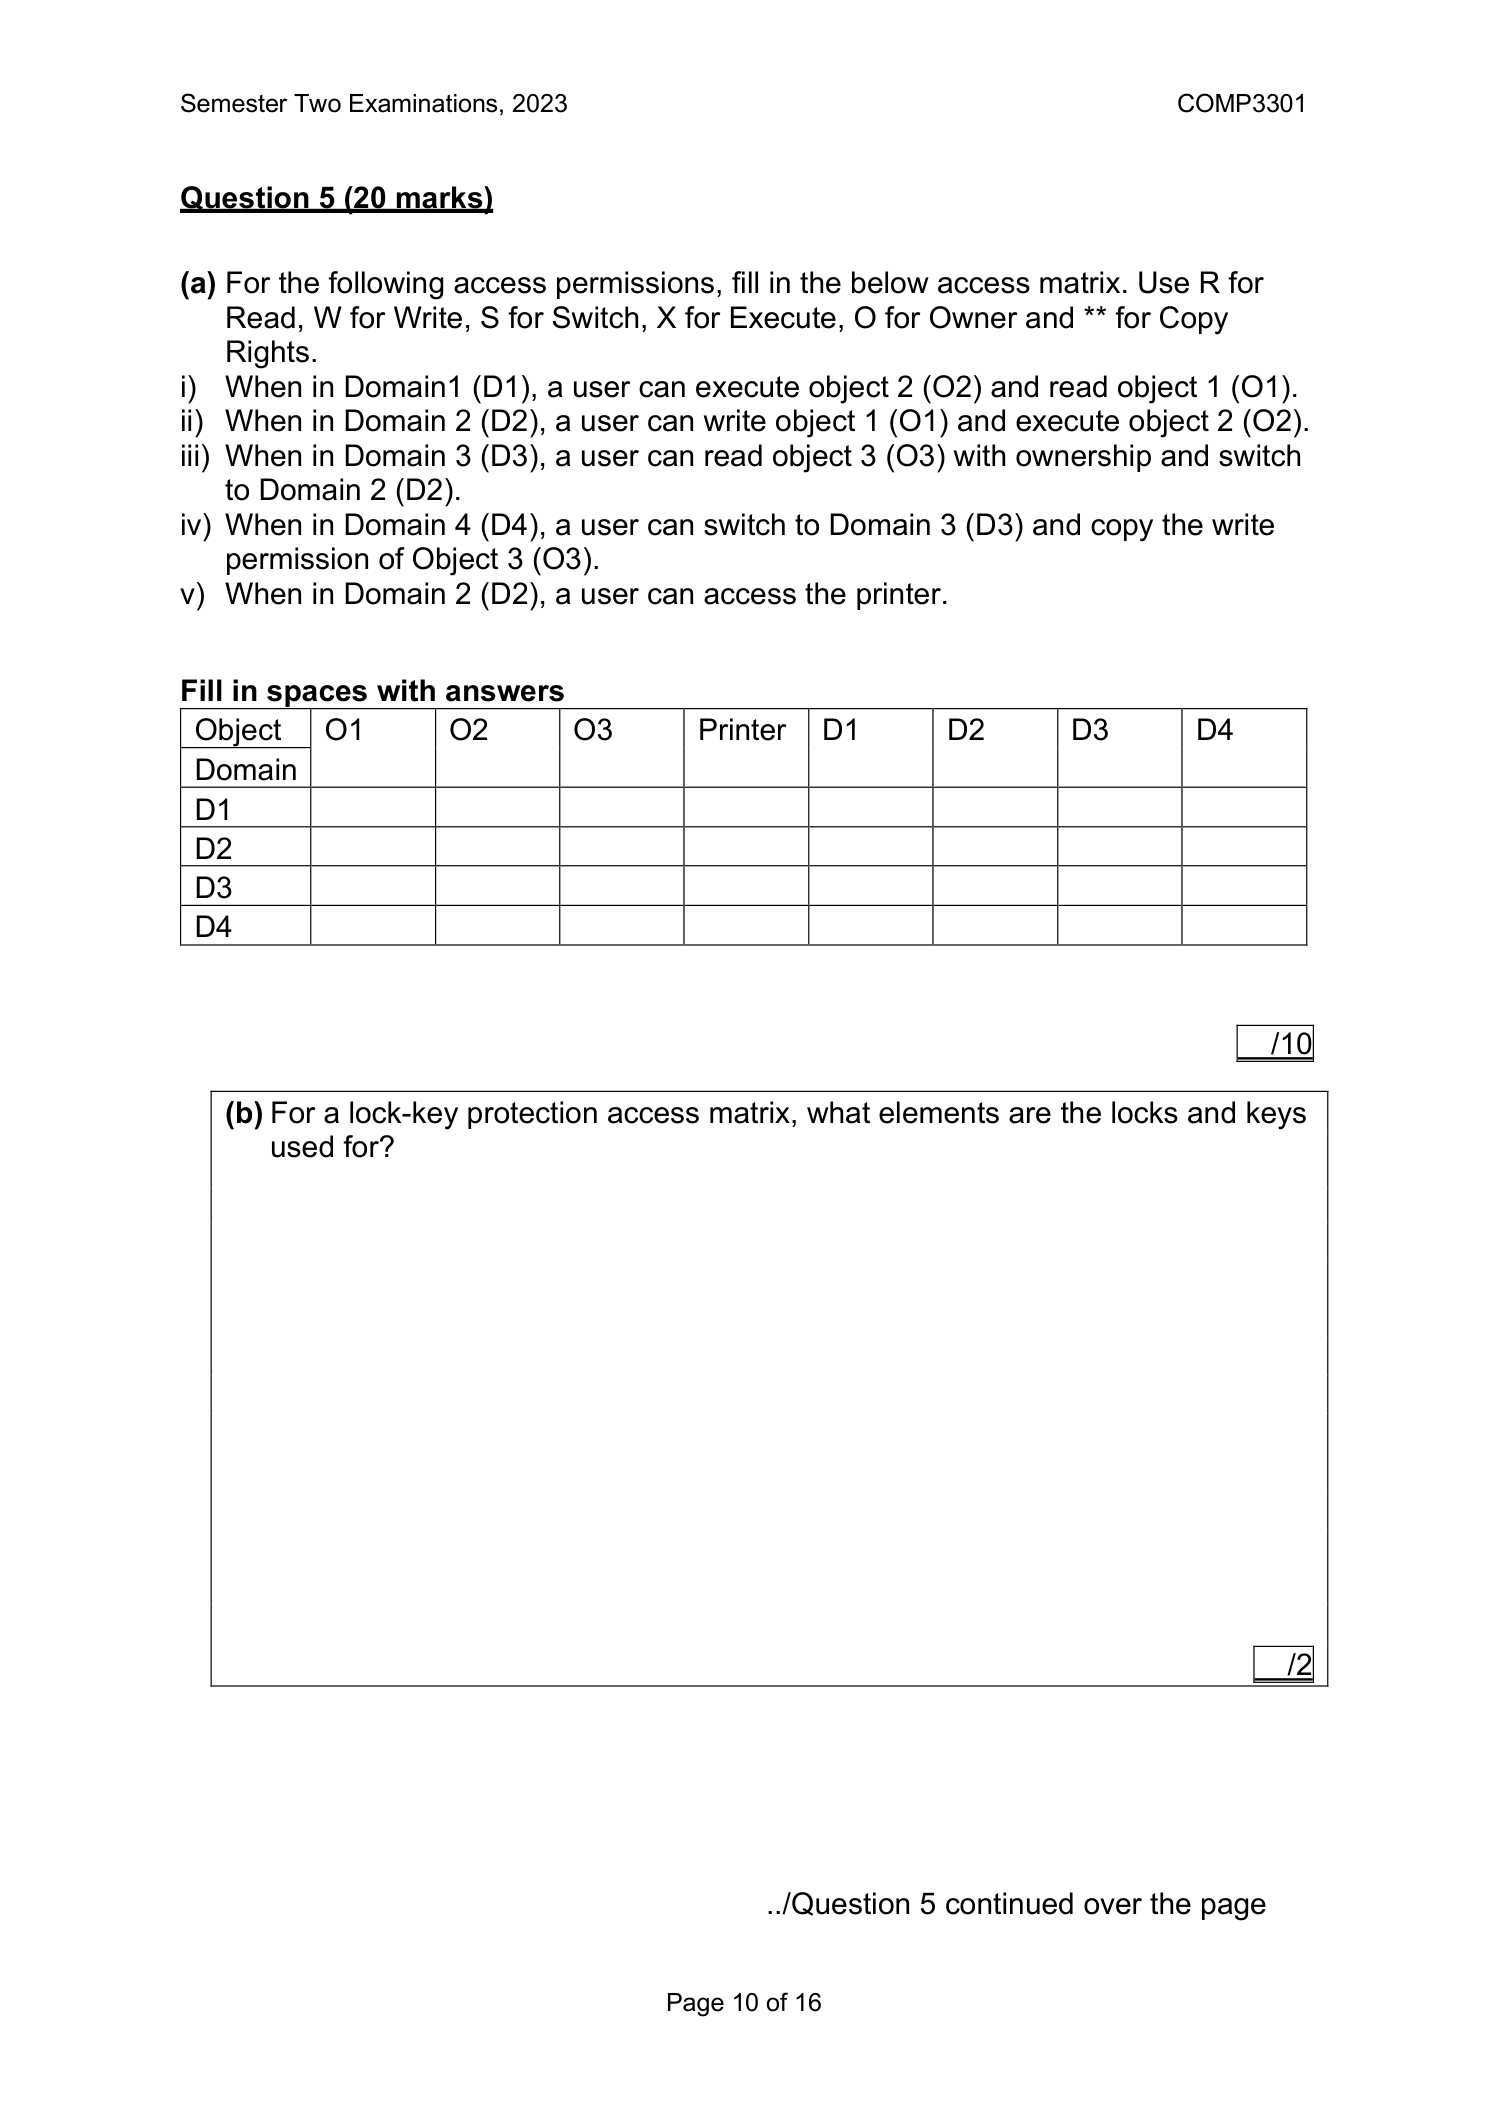 Semester Two Examinations, 2023 COMP3301
Question 5 (20 marks)
(a) For the following access permissions, fill in the below access matrix. Use R for
Read, W for Write, S for Switch, X for Execute, O for Owner and ** for Copy
Rights.
i) When in Domain1 (D1), a user can execute object 2 (O2) and read object 1 (O1).
ii) When in Domain 2 (D2), a user can write object 1 (O1) and execute object 2 (O2).
iii) When in Domain 3 (D3), a user can read object 3 (O3) with ownership and switch
to Domain 2 (D2).
iv) When in Domain 4 (D4), a user can switch to Domain 3 (D3) and copy the write
permission of Object 3 (O3).
v) When in Domain 2 (D2), a user can access the printer.
Fill in spaces with answers
Object O1 O2 O3 Printer D1 D2 D3 D4
Domain
D1
D2
D3
D4
/10
(b) For a lock-key protection access matrix, what elements are the locks and keys
used for?
/2
../Question 5 continued over the page
Page 10 of 16